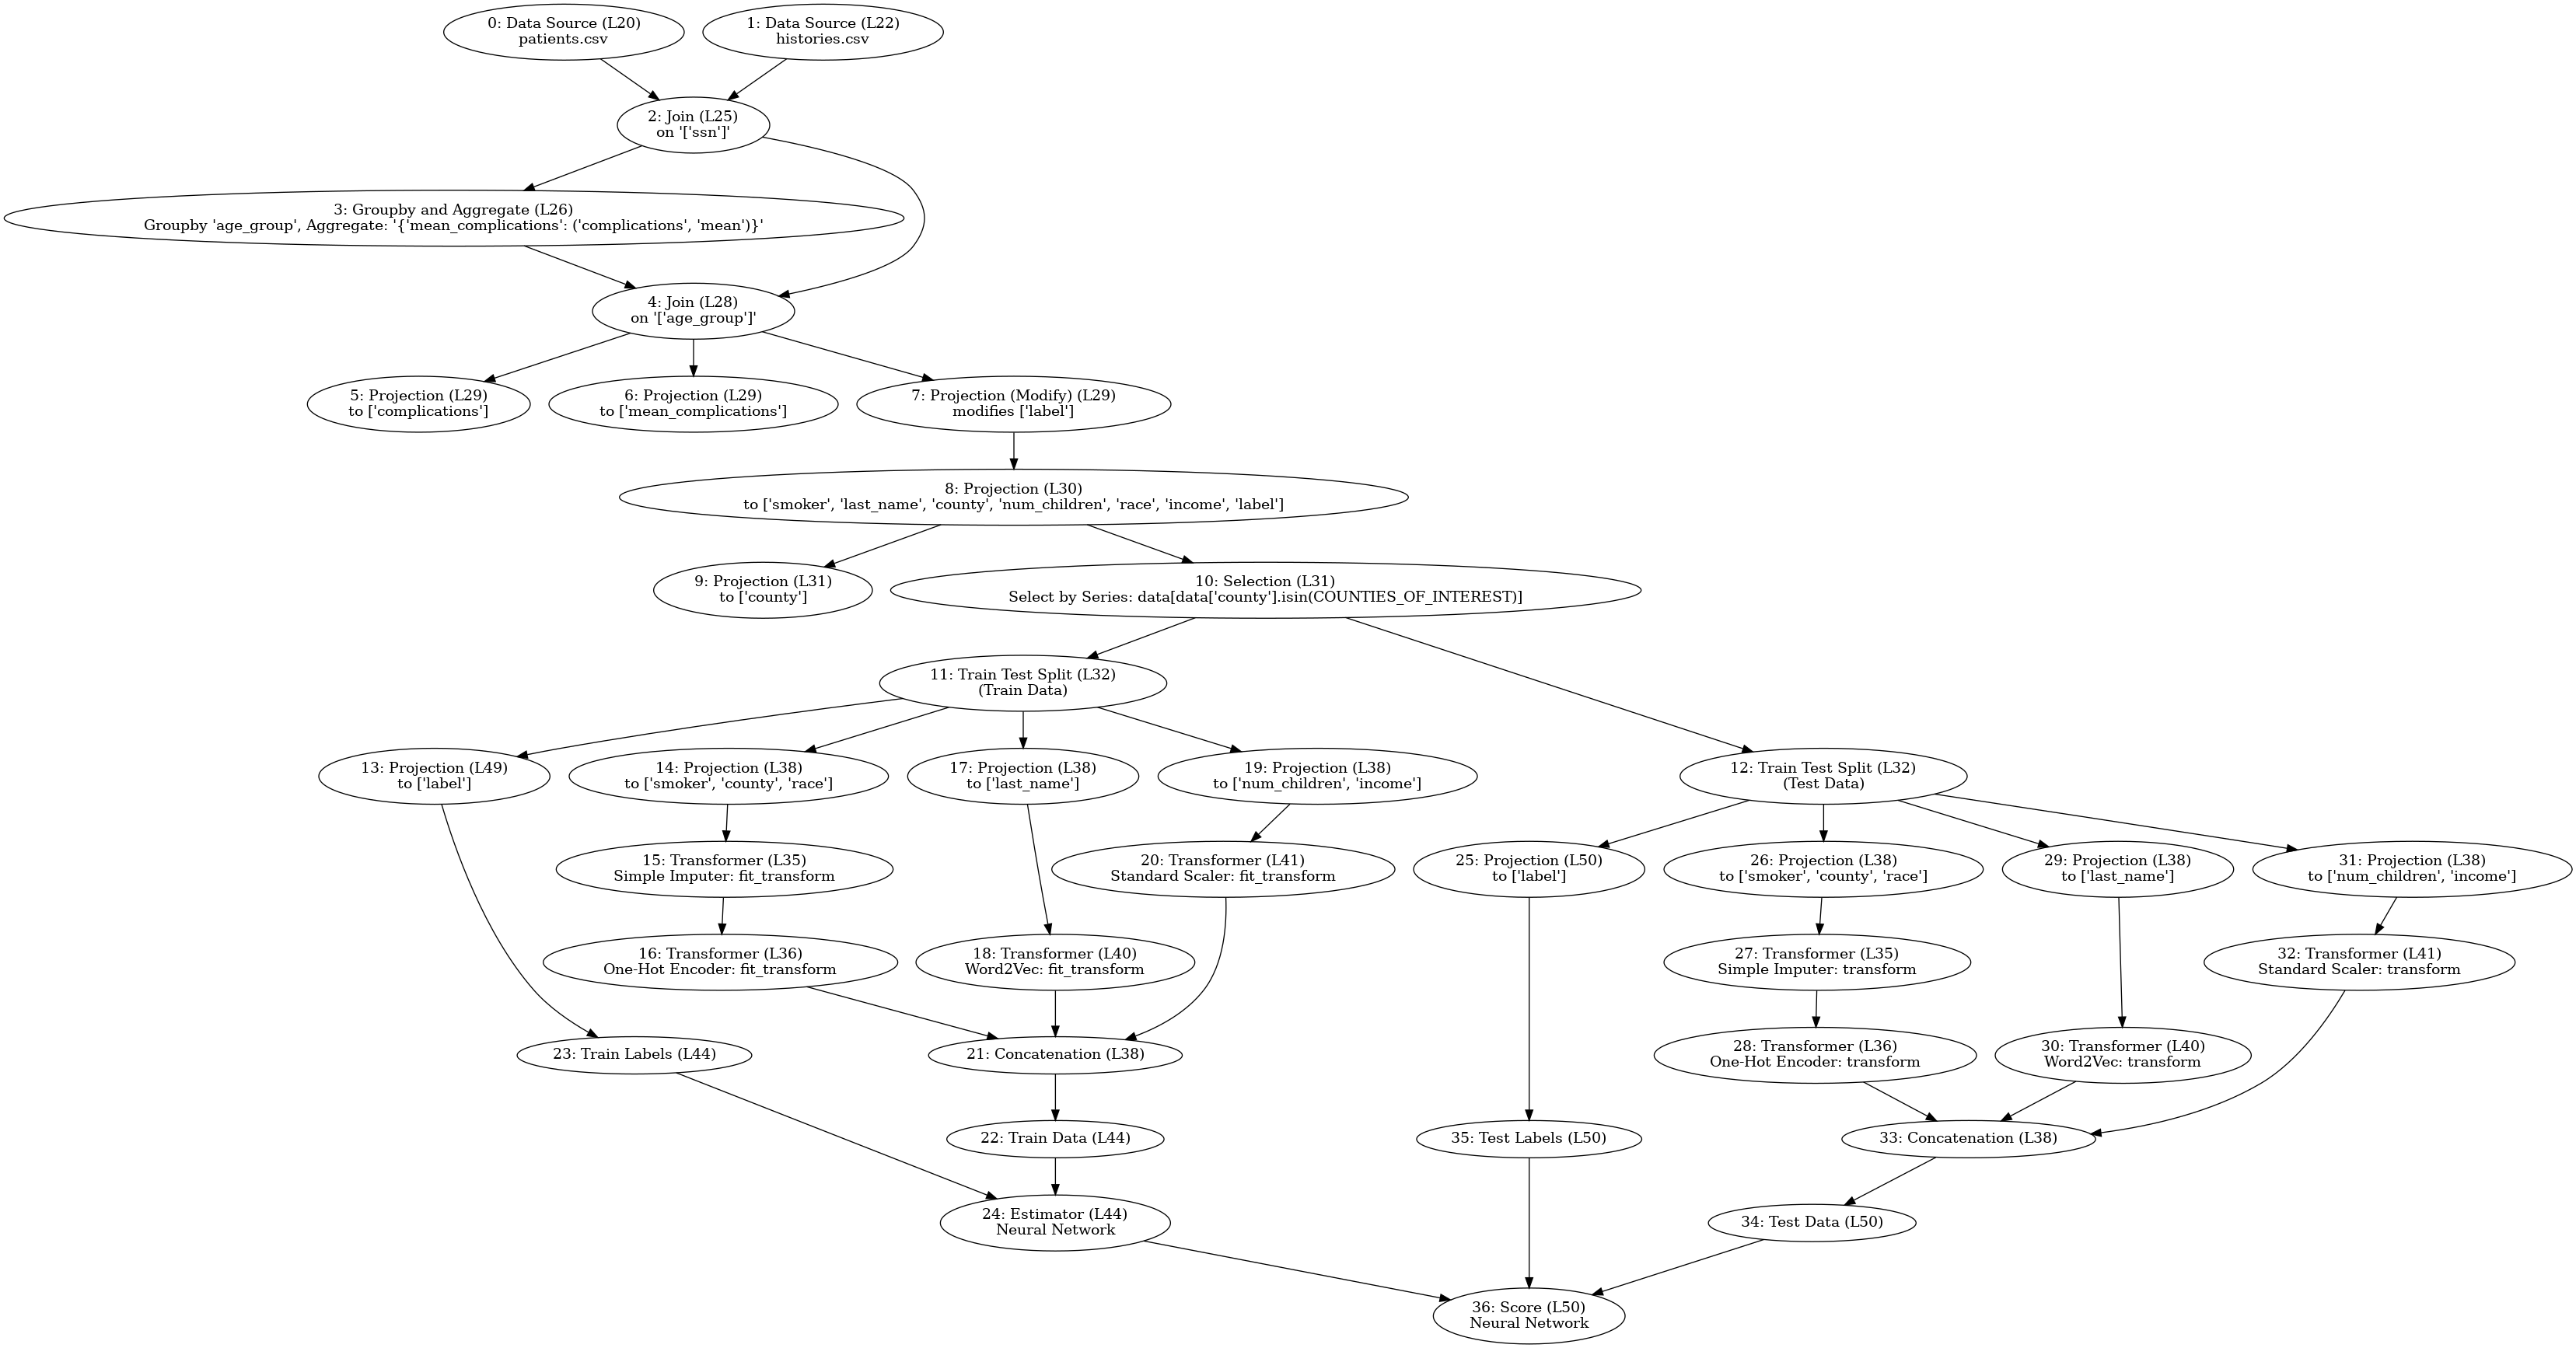 0: Data Source (L20)
patients.csv
1: Data Source (L22)
histories.csv
2: Join (L25)
on '['ssn']'
3: Groupby and Aggregate (L26)
Groupby 'age_group', Aggregate: '{'mean_complications': ('complications', 'mean')}'
4: Join (L28)
on '['age_group']'
5: Projection (L29)
to ['complications']
6: Projection (L29)
to ['mean_complications']
7: Projection (Modify) (L29)
modifies ['label']
8: Projection (L30)
to ['smoker', 'last_name', 'county', 'num_children', 'race', 'income', 'label']
9: Projection (L31)
to ['county']
10: Selection (L31)
Select by Series: data[data['county'].isin(COUNTIES_OF_INTEREST)]
11: Train Test Split (L32)
(Train Data)
13: Projection (L49)
to ['label']
14: Projection (L38)
to ['smoker', 'county', 'race']
17: Projection (L38)
to ['last_name']
19: Projection (L38)
to ['num_children', 'income']
12: Train Test Split (L32)
(Test Data)
15: Transformer (L35)
Simple Imputer: fit_transform
20: Transformer (L41)
Standard Scaler: fit_transform
25: Projection (L50)
to ['label']
26: Projection (L38)
to ['smoker', 'county', 'race']
29: Projection (L38)
to ['last_name']
31: Projection (L38)
to ['num_children', 'income']
16: Transformer (L36)
One-Hot Encoder: fit_transform
18: Transformer (L40)
Word2Vec: fit_transform
27: Transformer (L35)
Simple Imputer: transform
32: Transformer (L41)
Standard Scaler: transform
23: Train Labels (L44)
21: Concatenation (L38)
28: Transformer (L36)
One-Hot Encoder: transform
30: Transformer (L40)
Word2Vec: transform
22: Train Data (L44)
35: Test Labels (L50)
33: Concatenation (L38)
24: Estimator (L44)
Neural Network
34: Test Data (L50)
36: Score (L50)
Neural Network